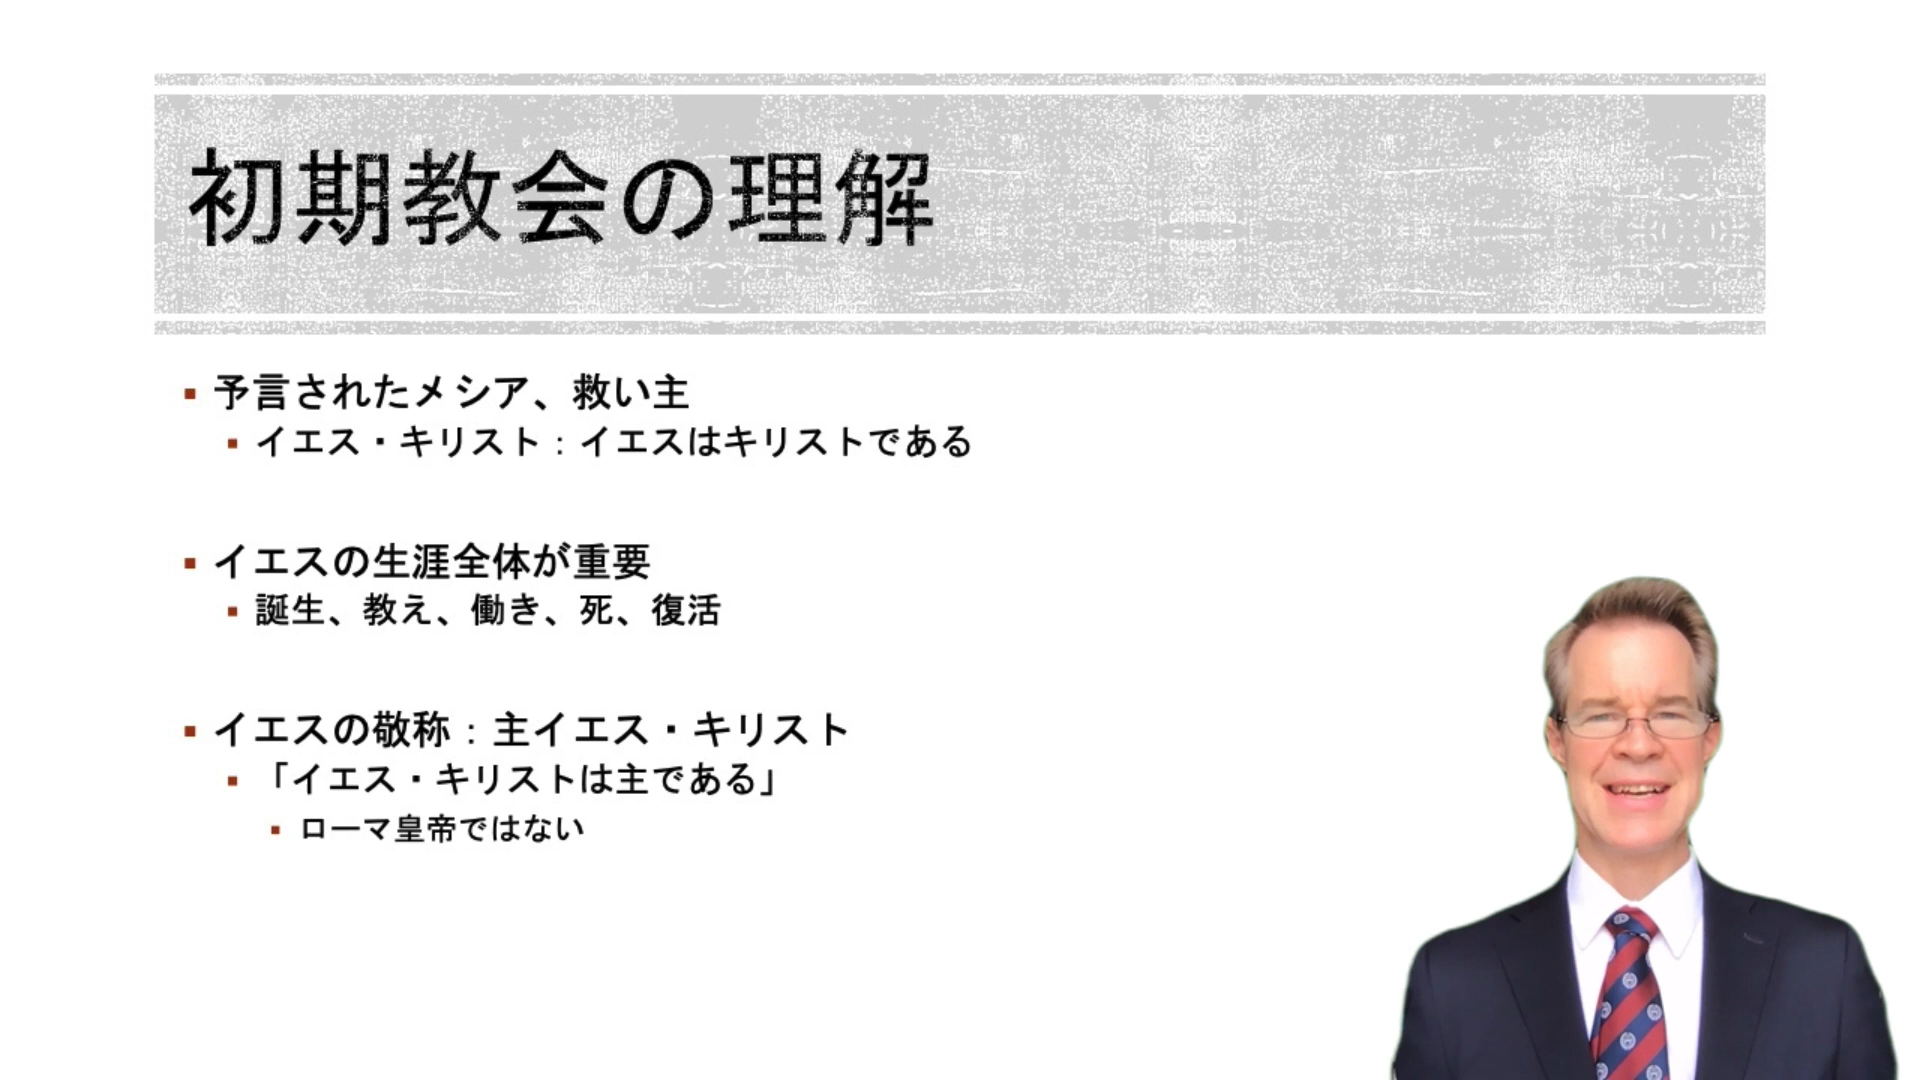 初期教会の理解
予言されたメシア、救い主
イエス・キリスト：イエスはキリストである
イエスの生涯全体が重要
誕生、教え、働き、死、復活
イエスの敬称：主イエス・キリスト
「イエス・キリストは主である」
ローマ皇帝ではない